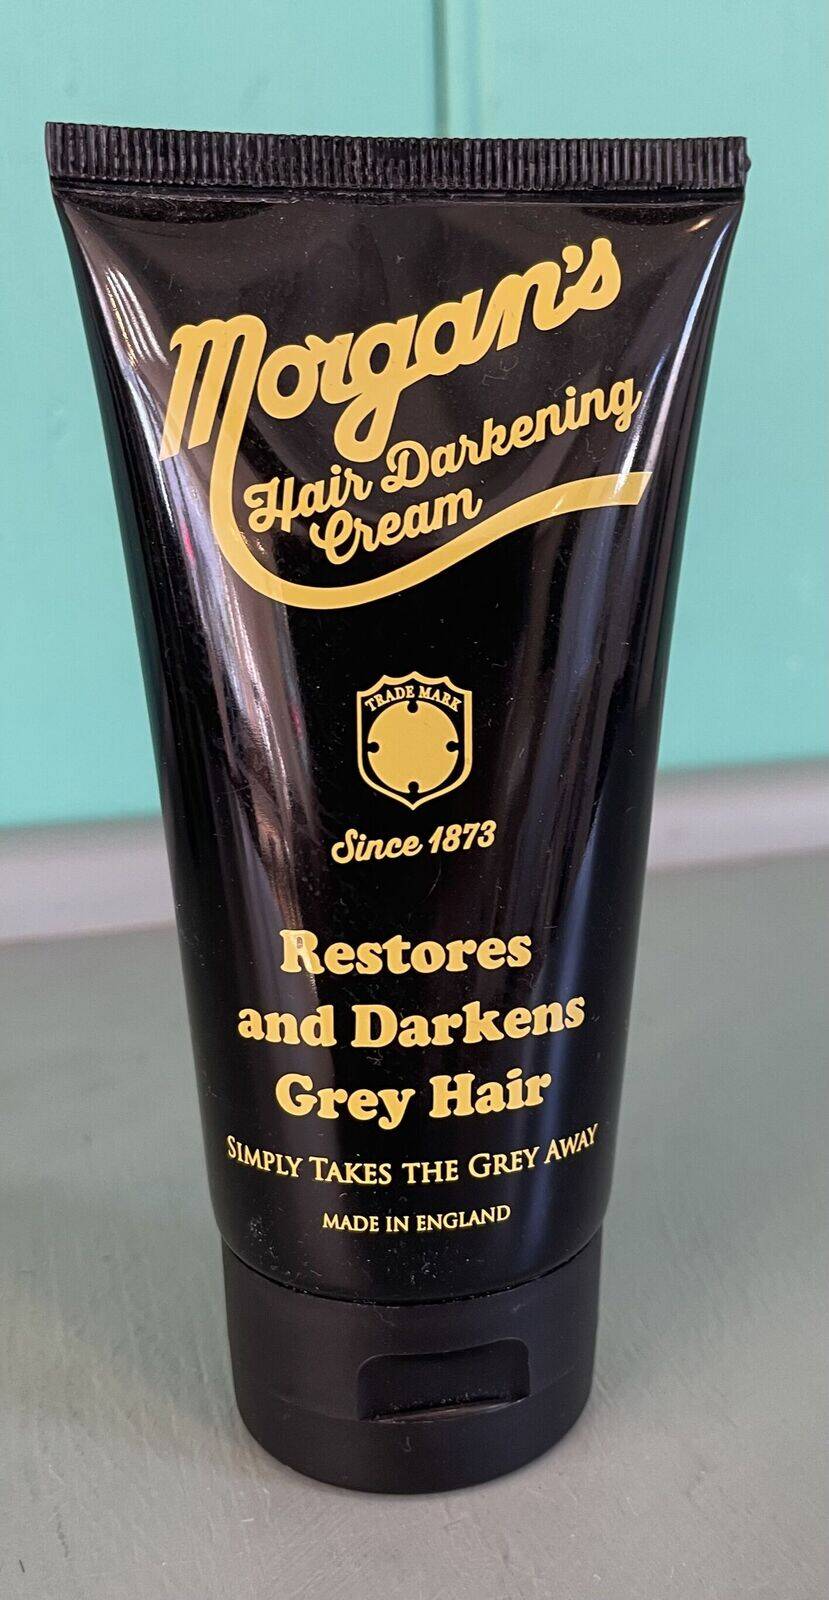 Morgan's
Hair Darkening
Cream
TRADE MARK
Since 1873
Restores
and Darkens
Grey Hair
SIMPLY TAKES THE GREY AWAY
MADE IN ENGLAND